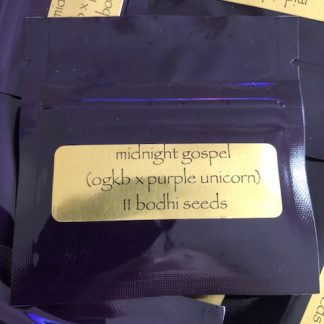 midnight gospel
(ogkb x purple unicorn)
11 bodhi seeds